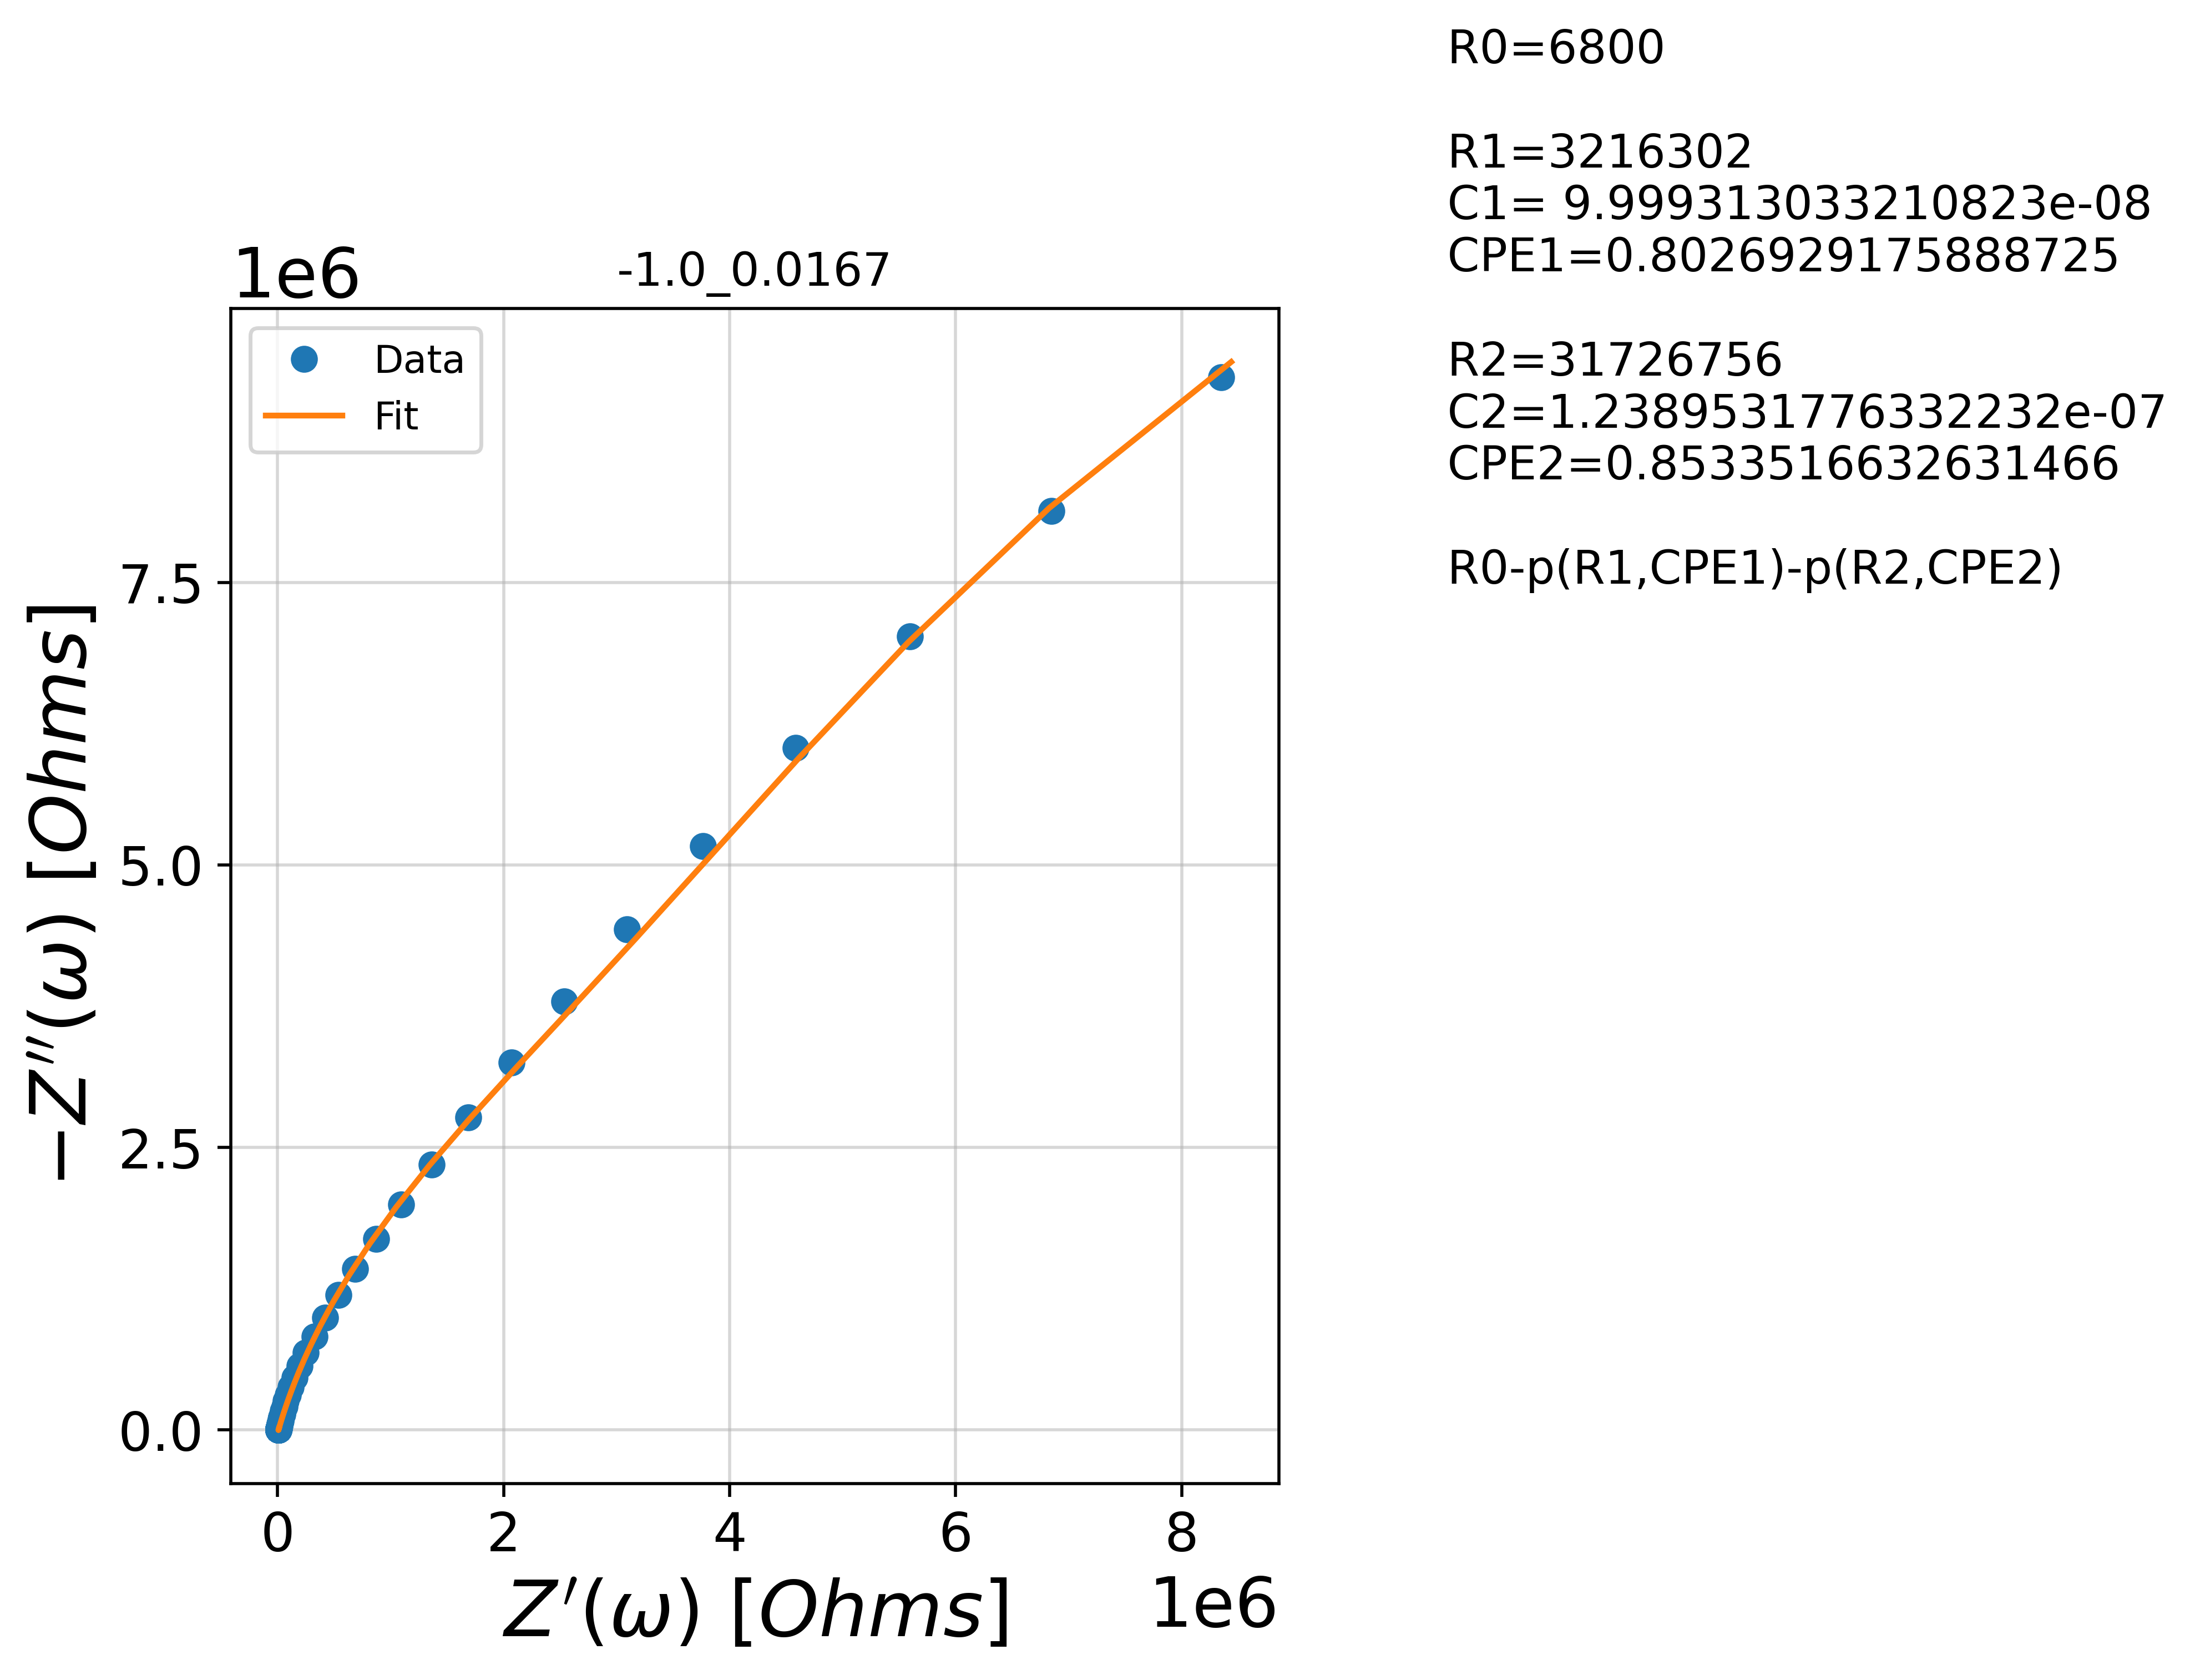 R0=6800
R1=3216302
C1= 9.999313033210823e-08
CPE1=0.8026929175888725
R2=31726756
C2=1.2389531776332232e-07
CPE2=0.8533516632631466
R0-p(R1,CPE1)-p(R2,CPE2)
1e6
-1.0_0.0167
Data
Fit
7.5
5.0
2.5
0.0
−Z′′(ω) [Ohms]
0 2 4 6 8
Z′(ω) [Ohms]
1e6